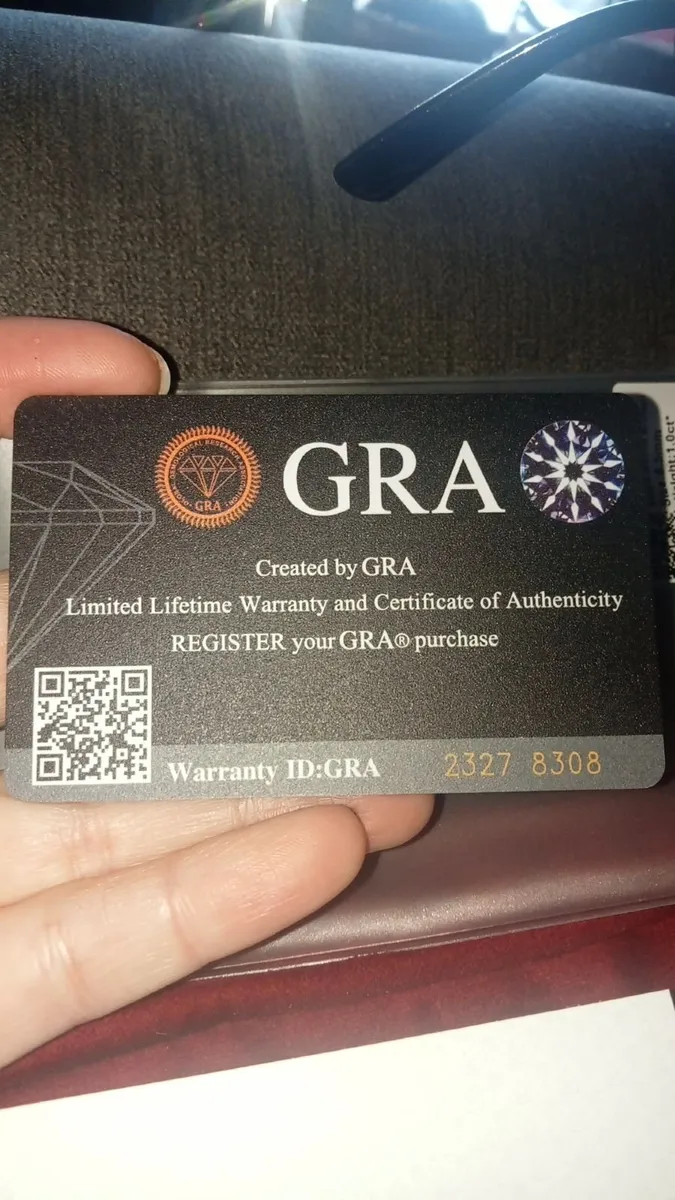 GRA
GRA
Created by GRA
Limited Lifetime Warranty and Certificate of Authenticity
REGISTER your GRA® purchase
Warranty ID:GRA 2327 8308